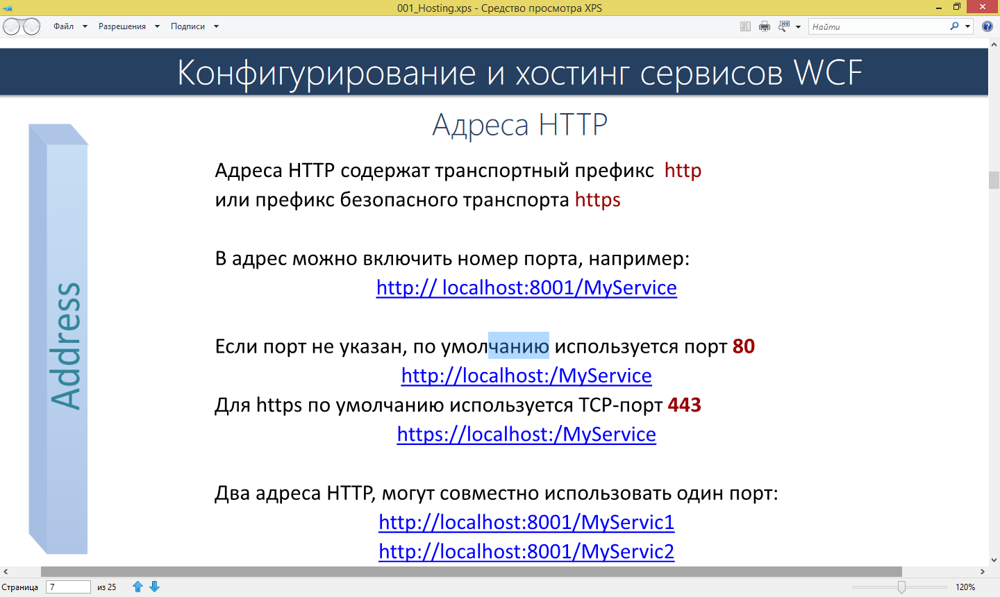 001_Hosting.xps - Средство просмотра XPS
Файл Разрешения Подписи
100
Найти
?
Конфигурирование и хостинг сервисов WCF
Адреса HTTP
Address
Адреса HTTP содержат транспортный префикс http
или префикс безопасного транспорта https
В адрес можно включить номер порта, например:
http:// localhost:8001/MyService
Если порт не указан, по умолчанию используется порт 80
http://localhost:/MyService
Для https по умолчанию используется TCP-порт 443
https://localhost:/MyService
Два адреса HTTP, могут совместно использовать один порт:
http://localhost:8001/MyServic1
http://localhost:8001/MyServic2
Страница 7 из 25 120%